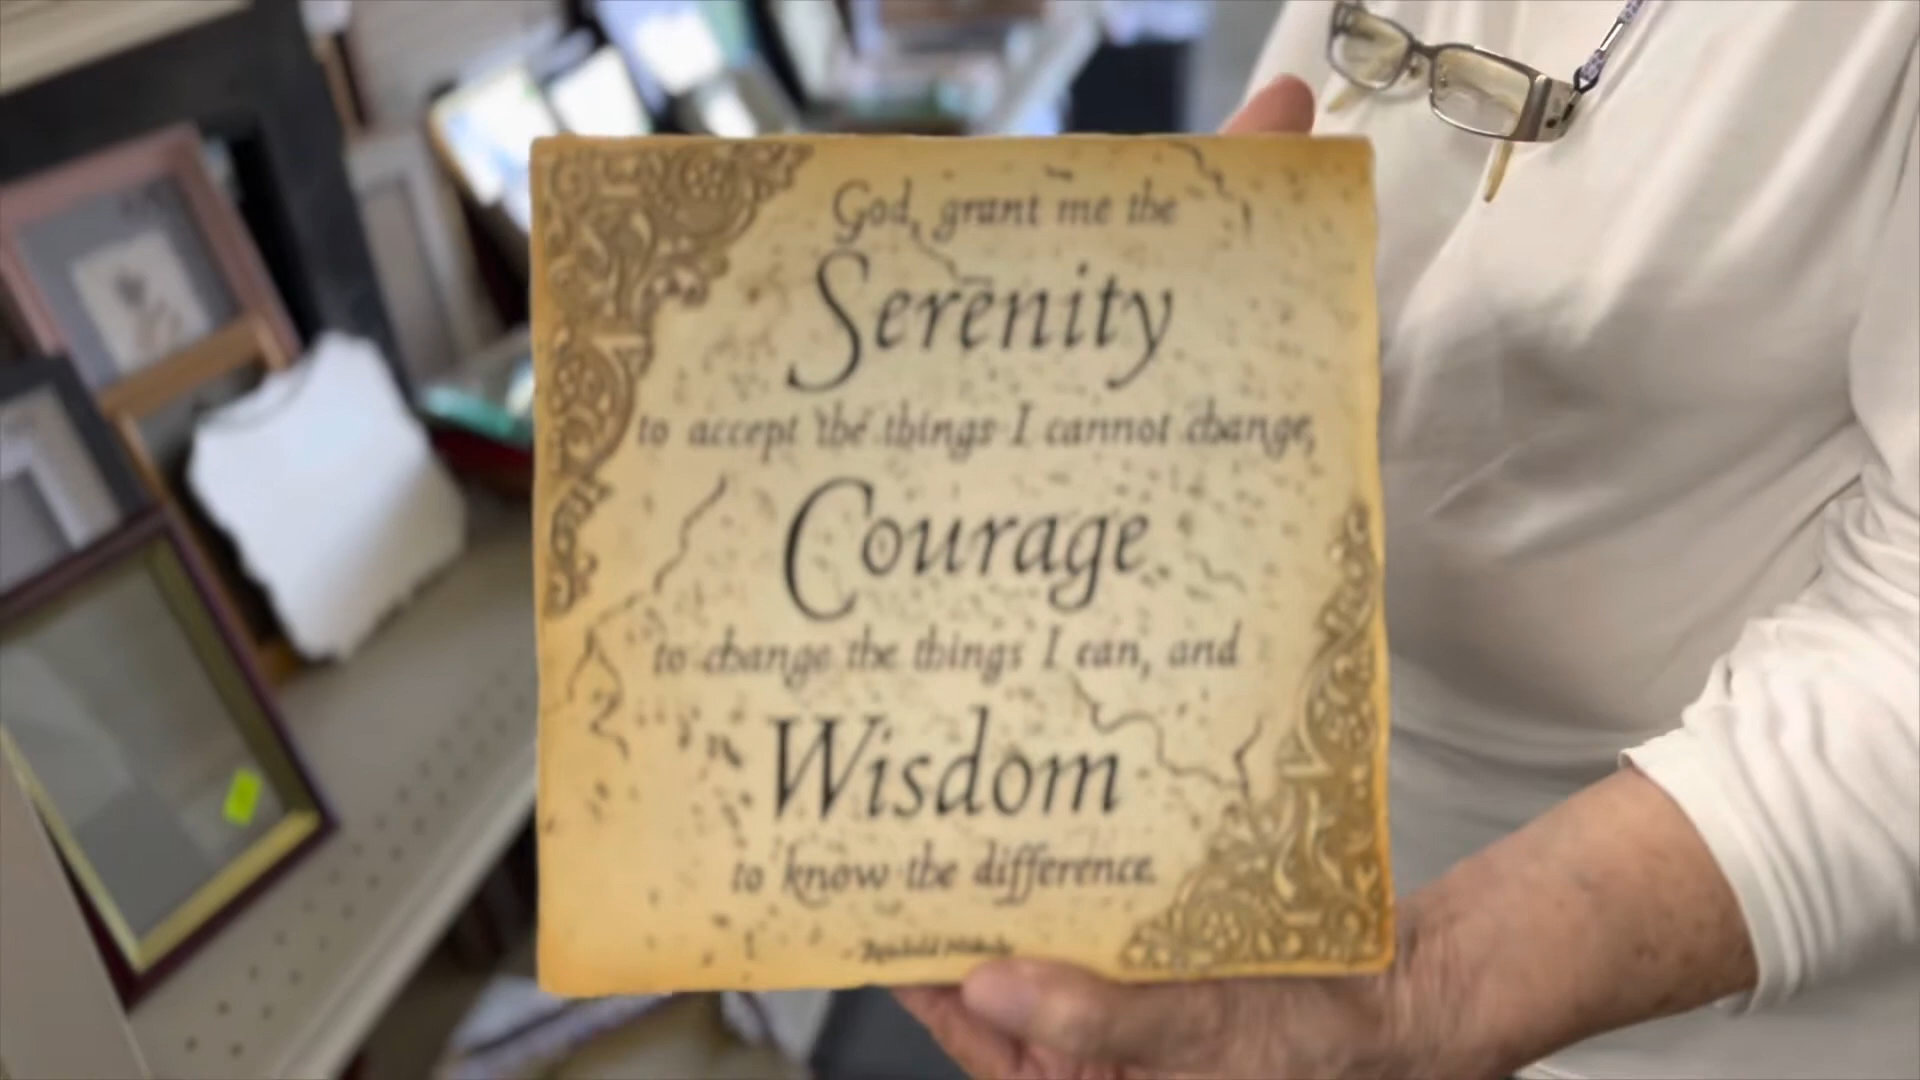 God, grant me the
Serenity
to accept the things I cannot change,
Courage
to change the things I can, and
Wisdom
to know the difference.